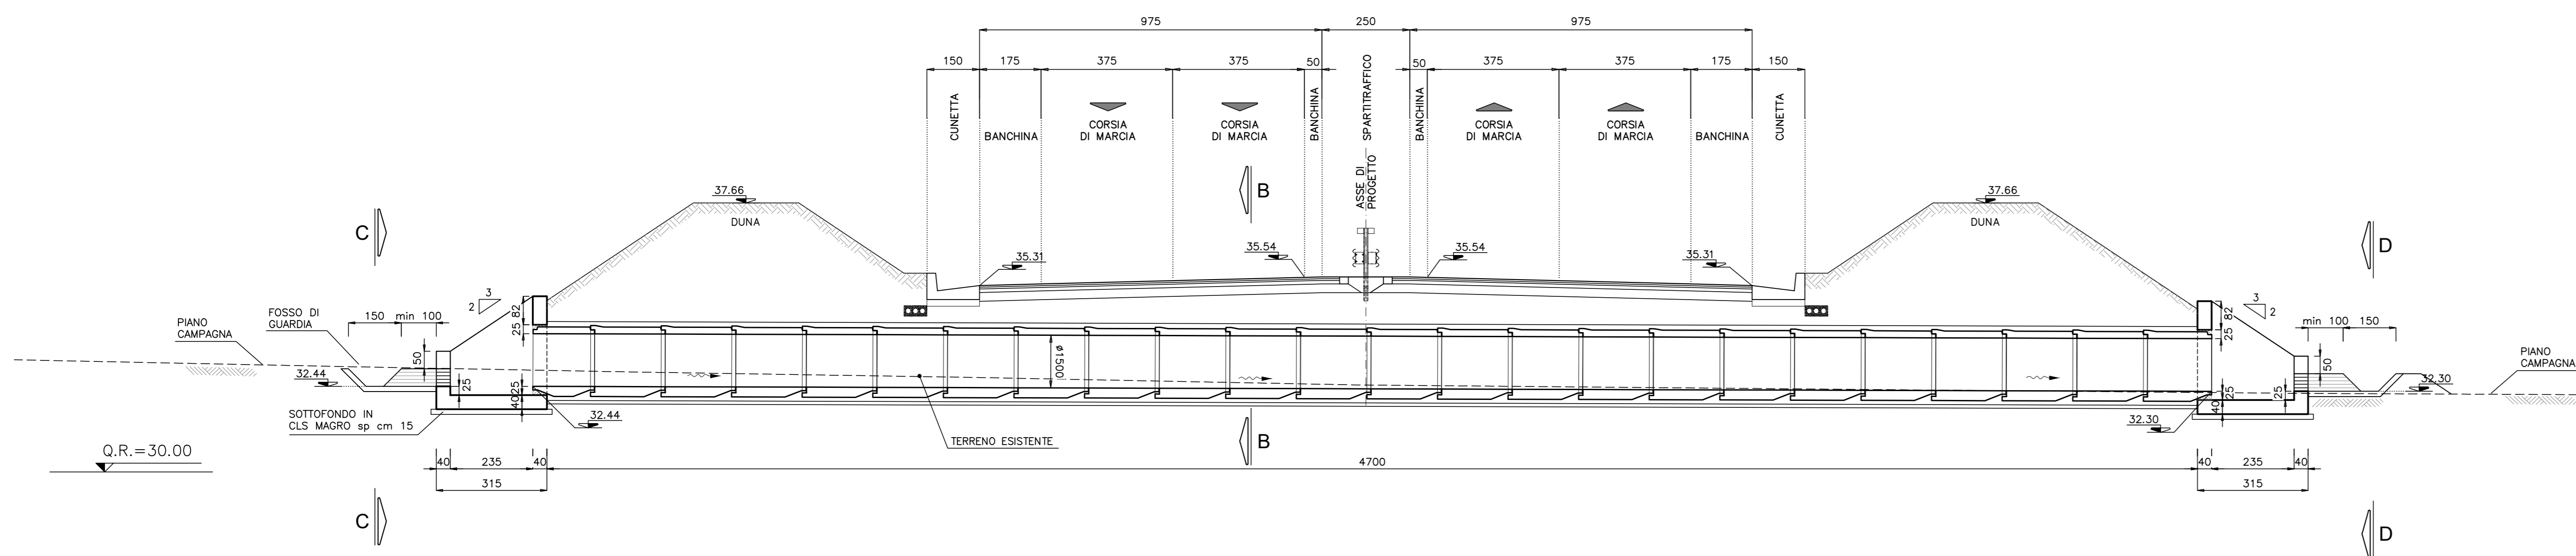 975 250 975
150 175 375 375 50 50 375 375 175 150
CUNETTA
BANCHINA
CORSIA
DI MARCIA
CORSIA
DI MARCIA
BANCHINA
SPARTITRAFFICO
BANCHINA
CORSIA
DI MARCIA
CORSIA
DI MARCIA
BANCHINA
CUNETTA
ASSE DI
PROGETTO
B
37.66
DUNA
37.66
DUNA
C
D
35.31
35.54
35.54
35.31
3
2
82
25
3
2
82
25
PIANO
CAMPAGNA
FOSSO DI
GUARDIA
150 min 100
50
25
32.44
25
40
32.44
ø1500
min 100 150
50
25
25
40
32.30
32.30
PIANO
CAMPAGNA
SOTTOFONDO IN
CLS MAGRO sp cm 15
TERRENO ESISTENTE
B
Q.R.=30.00
40 235 40 4700 40 235 40
315 315
C
D